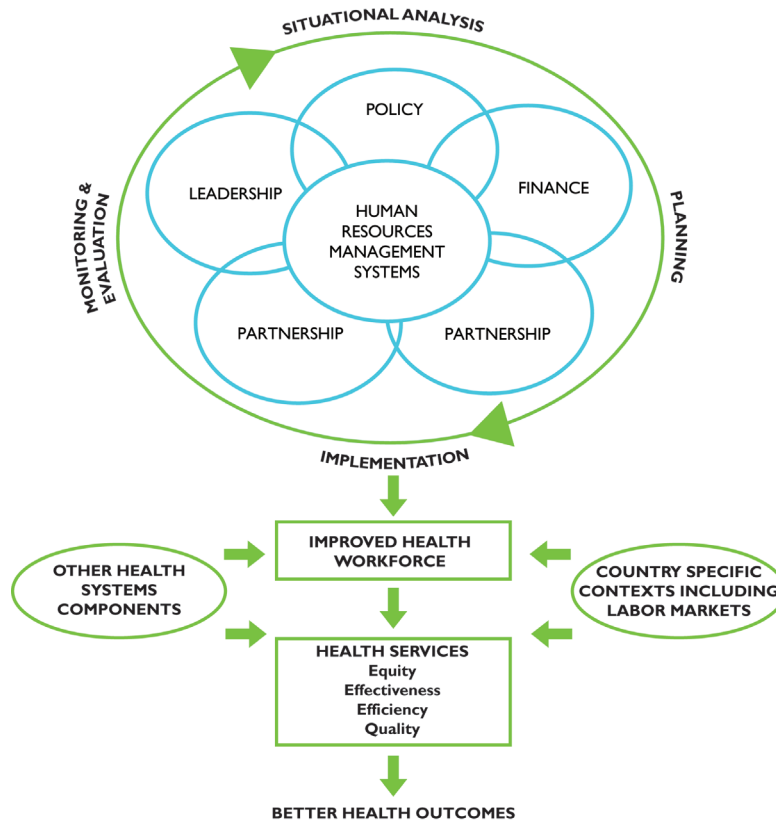 SITUATIONAL ANALYSIS
POLICY
LEADERSHIP
FINANCE
HUMAN
RESOURCES
MANAGEMENT
SYSTEMS
MONITORING &
EVALUATION
PLANNING
PARTNERSHIP
PARTNERSHIP
IMPLEMENTATION
IMPROVED HEALTH
WORKFORCE
OTHER HEALTH
SYSTEMS
COMPONENTS
COUNTRY SPECIFIC
CONTEXTS INCLUDING
LABOR MARKETS
HEALTH SERVICES
Equity
Effectiveness
Efficiency
Quality
BETTER HEALTH OUTCOMES